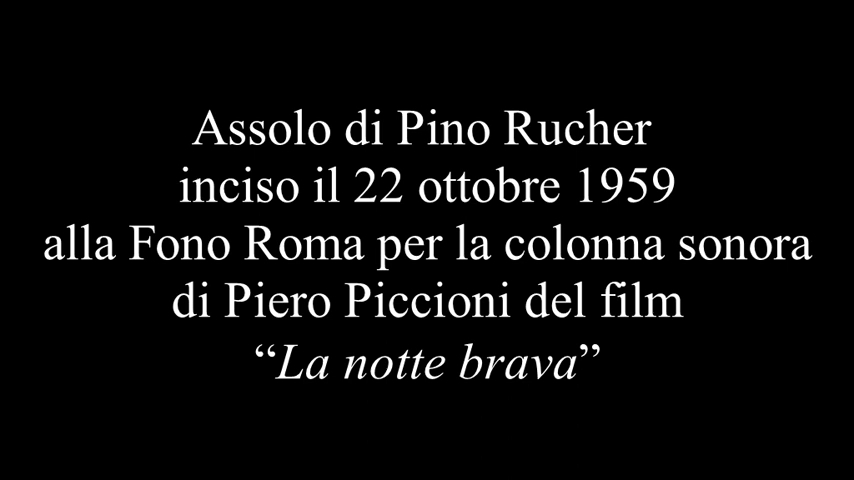 Assolo di Pino Rucher
inciso il 22 ottobre 1959
alla Fono Roma per la colonna sonora
di Piero Piccioni del film
“La notte brava”